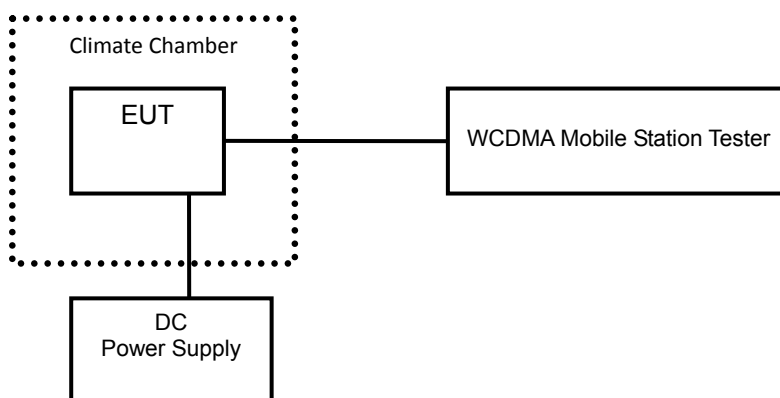 Climate Chamber
EUT
WCDMA Mobile Station Tester
DC
Power Supply